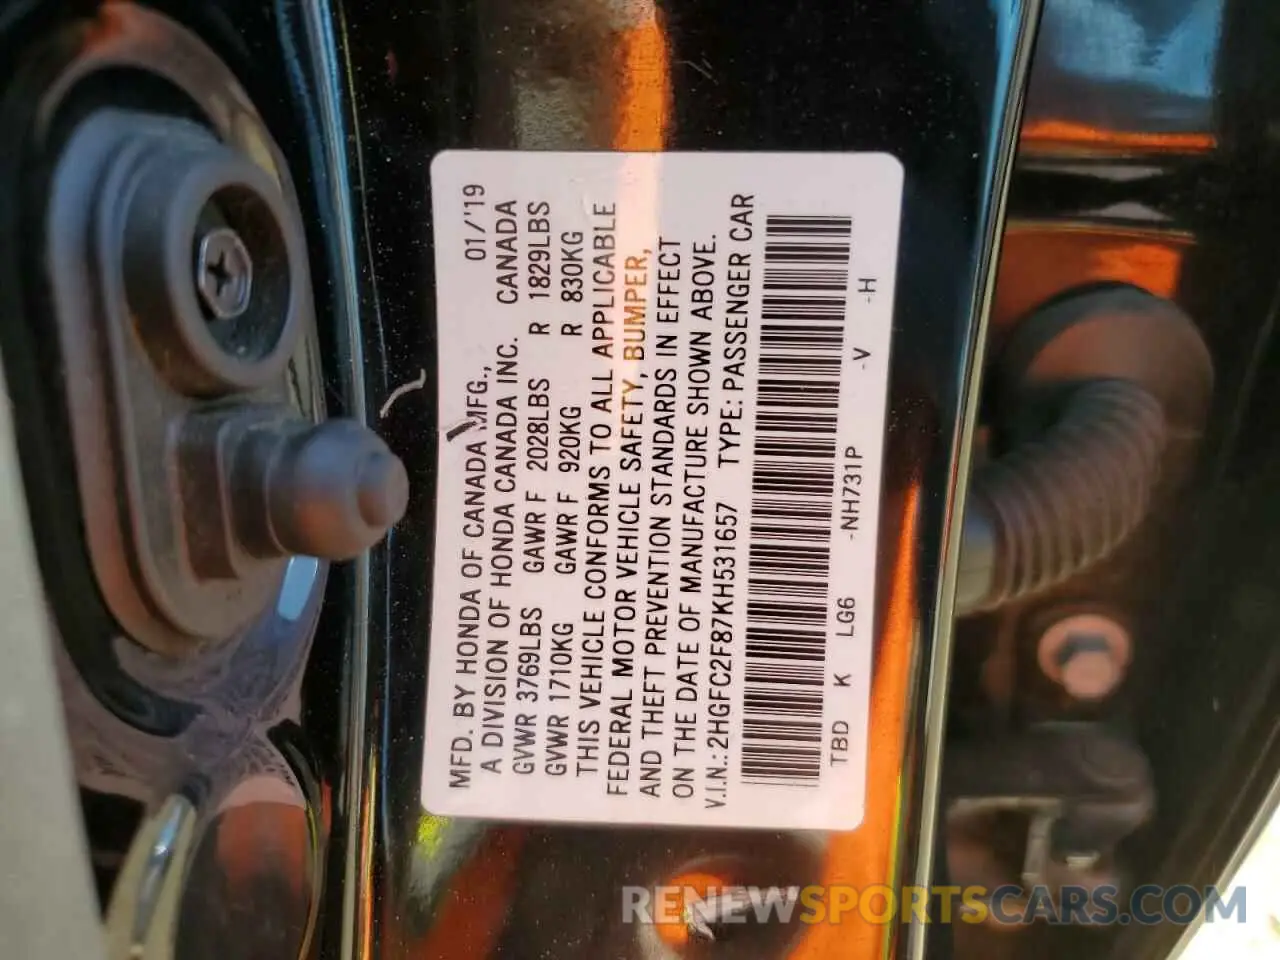 MFD. BY HONDA OF CANADA MFG., 01/'19
A DIVISION OF HONDA CANADA INC. CANADA
GVWR 3769LBS GAWR F 2028LBS R 1829LBS
GVWR 1710KG GAWR F 920KG R 830KG
THIS VEHICLE CONFORMS TO ALL APPLICABLE
FEDERAL MOTOR VEHICLE SAFETY, BUMPER,
AND THEFT PREVENTION STANDARDS IN EFFECT
ON THE DATE OF MANUFACTURE SHOWN ABOVE.
V.I.N.: 2HGFC2F87KH531657 TYPE: PASSENGER CAR
TBD K LG6 -NH731P -V -H
RENEWSPORTSCARS.COM